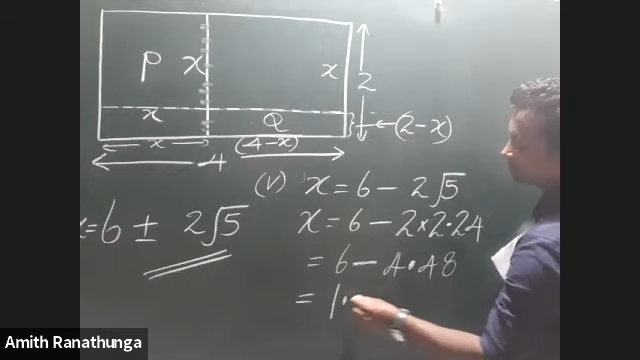 P x x 2
x Q (2-x)
x (4-x)
4
(v) x = 6 - 2√5
x = 6 ± 2√5
x = 6 - 2×2·24
= 6 - 4·48
= 1·
Amith Ranathunga